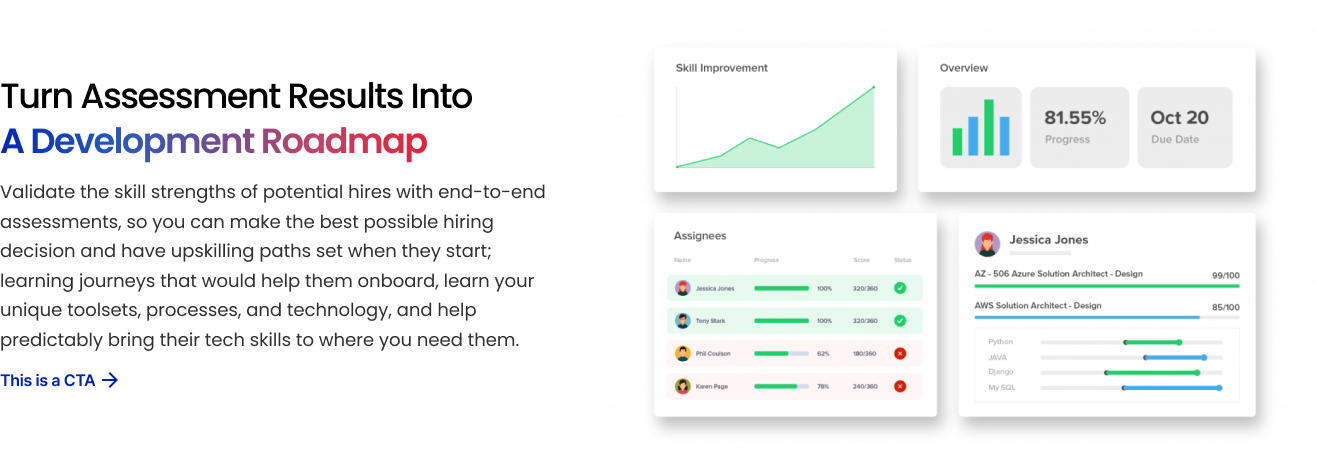 Turn Assessment Results Into
A Development Roadmap
Validate the skill strengths of potential hires with end-to-end
assessments, so you can make the best possible hiring
decision and have upskilling paths set when they start;
learning journeys that would help them onboard, learn your
unique toolsets, processes, and technology, and help
predictably bring their tech skills to where you need them.
This is a CTA
Skill Improvement
Overview
81.55%
Progress
Oct 20
Due Date
Assignees
Name Progress Score Status
Jessica Jones 100% 320/360
Tony Stark 100% 320/360
Phil Coulson 62% 180/360
Karen Page 78% 240/360
Jessica Jones
AZ - 506 Azure Solution Architect - Design 99/100
AWS Solution Architect - Design 85/100
Python
JAVA
Django
My SQL